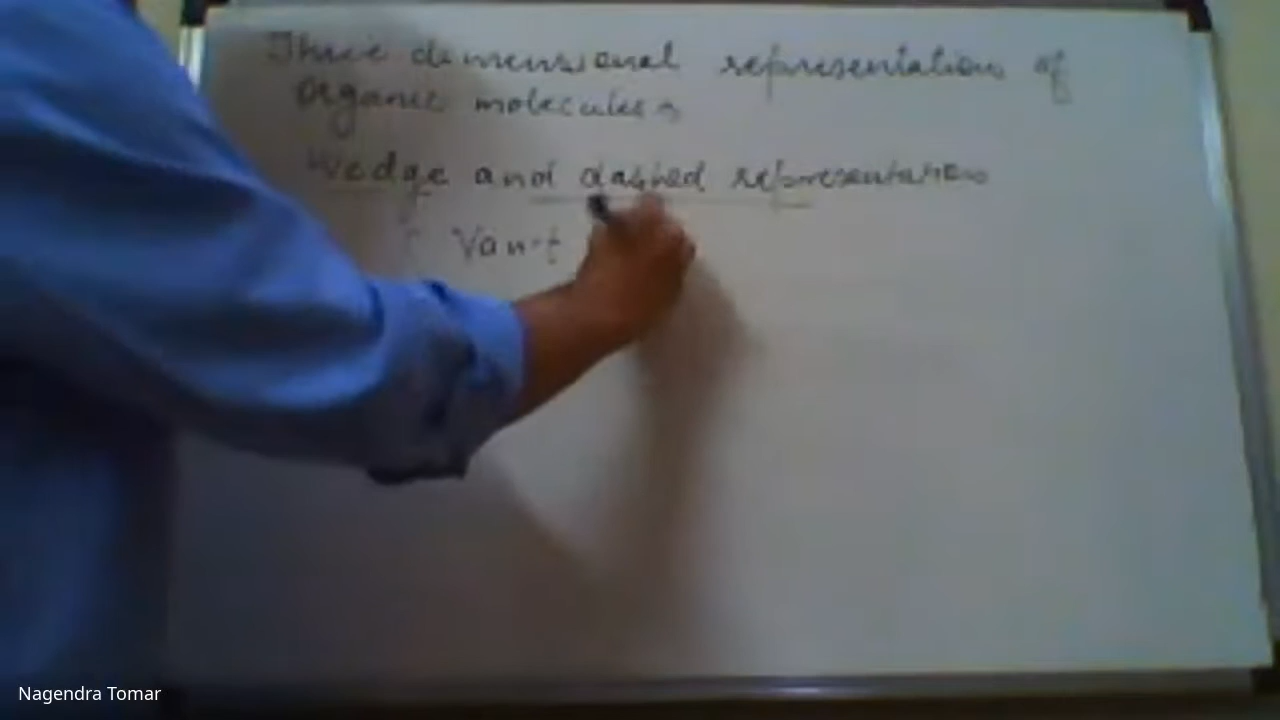 Three dimensional representation of
organic molecules
Wedge and dashed representation
( Van't
Nagendra Tomar